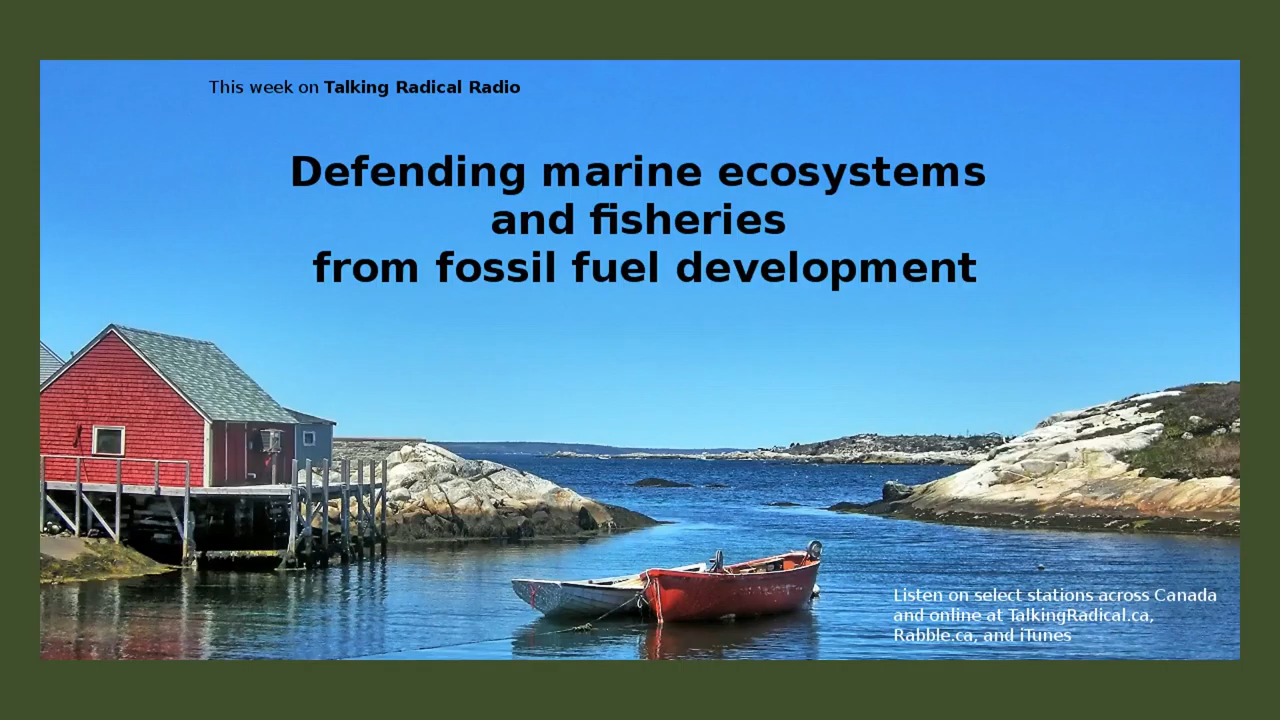 This week on Talking Radical Radio
Defending marine ecosystems
and fisheries
from fossil fuel development
Listen on select stations across Canada
and online at TalkingRadical.ca,
Rabble.ca, and iTunes